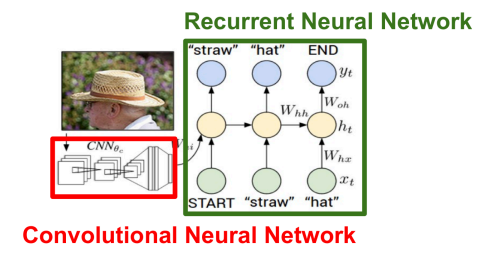 Recurrent Neural Network
"straw" "hat" END
y_t
W_hh W_oh
h_t
CNN_θc
W_hx
x_t
START "straw" "hat"
Convolutional Neural Network